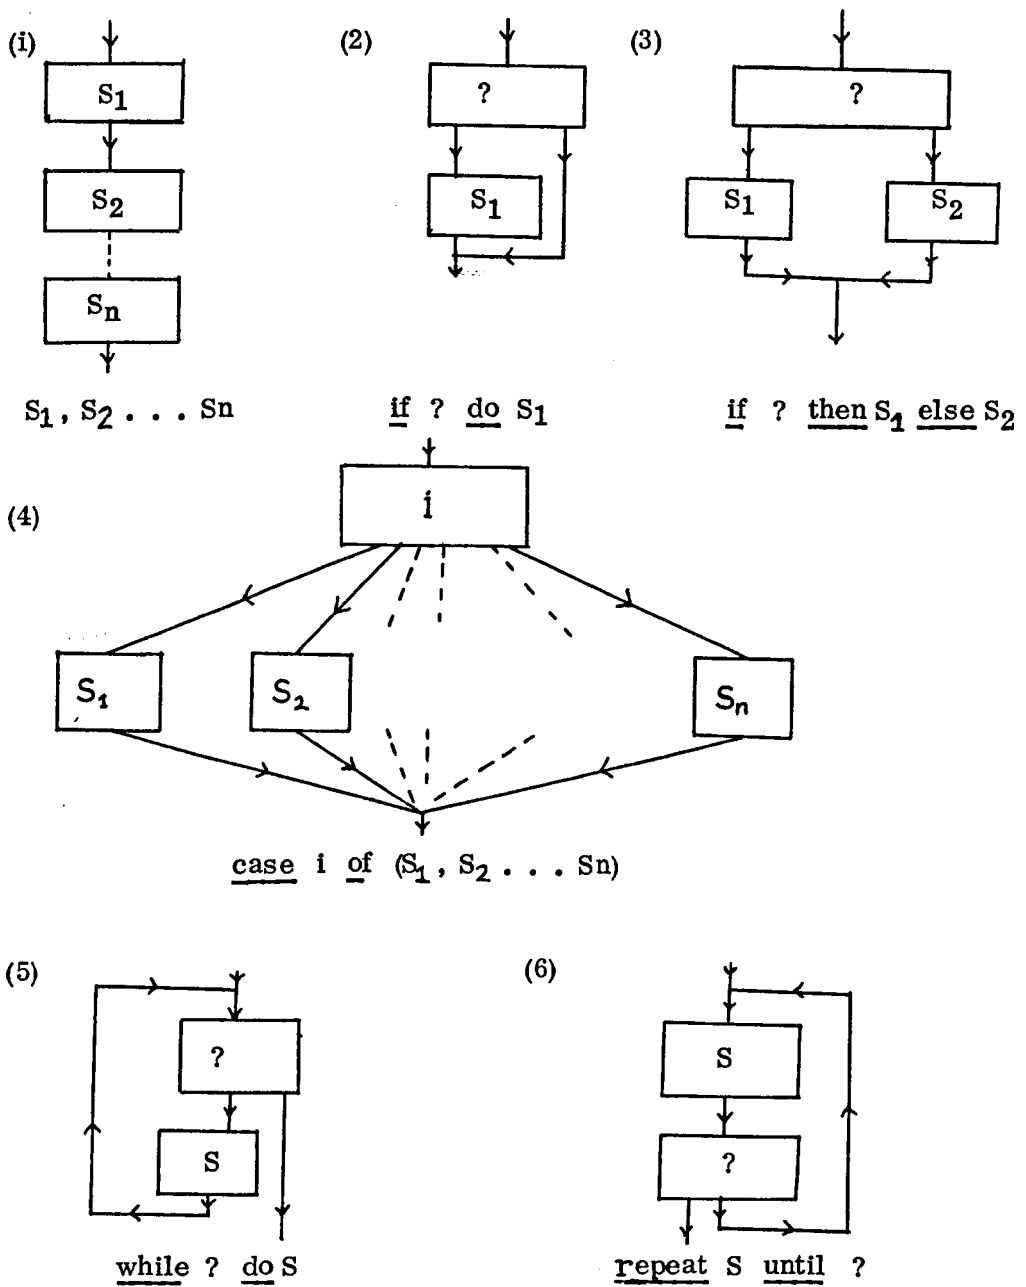 (i)
(2)
(3)
S1
?
?
S2
S1
S1
S2
Sn
S1, S2 . . . Sn
if ? do S1
if ? then S1 else S2
(4)
i
S1
S2
Sn
case i of (S1, S2 . . . Sn)
(5)
(6)
?
S
S
?
while ? do S
repeat S until ?